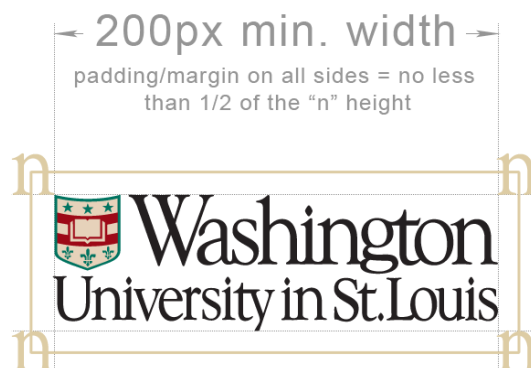 200px min. width
padding/margin on all sides = no less
than 1/2 of the “n” height
n n
Washington
University in St.Louis
n n